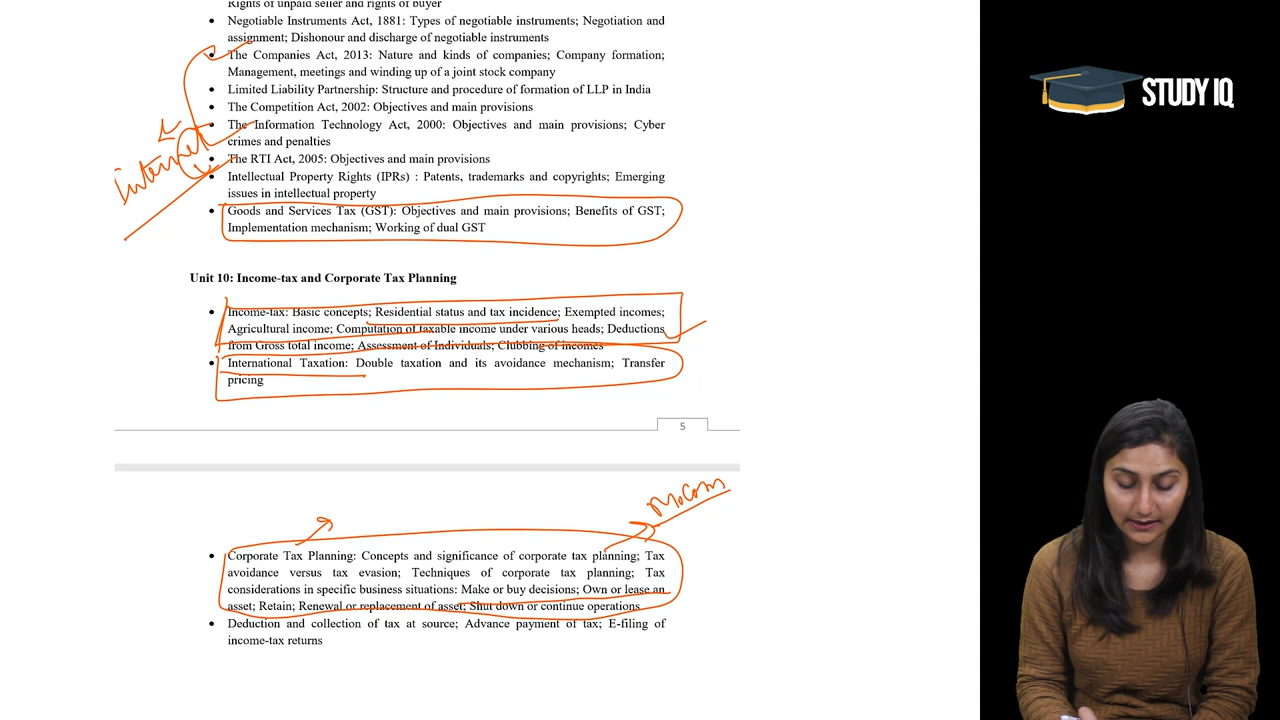 Rights of unpaid seller and rights of buyer
• Negotiable Instruments Act, 1881: Types of negotiable instruments; Negotiation and
assignment; Dishonour and discharge of negotiable instruments
• The Companies Act, 2013: Nature and kinds of companies; Company formation;
Management, meetings and winding up of a joint stock company
• Limited Liability Partnership: Structure and procedure of formation of LLP in India
• The Competition Act, 2002: Objectives and main provisions
• The Information Technology Act, 2000: Objectives and main provisions; Cyber
crimes and penalties
• The RTI Act, 2005: Objectives and main provisions
• Intellectual Property Rights (IPRs) : Patents, trademarks and copyrights; Emerging
issues in intellectual property
• Goods and Services Tax (GST): Objectives and main provisions; Benefits of GST;
Implementation mechanism; Working of dual GST
internet
Unit 10: Income-tax and Corporate Tax Planning
• Income-tax: Basic concepts; Residential status and tax incidence; Exempted incomes;
Agricultural income; Computation of taxable income under various heads; Deductions
from Gross total income; Assessment of Individuals; Clubbing of incomes
• International Taxation: Double taxation and its avoidance mechanism; Transfer
pricing
5
M.Com
• Corporate Tax Planning: Concepts and significance of corporate tax planning; Tax
avoidance versus tax evasion; Techniques of corporate tax planning; Tax
considerations in specific business situations: Make or buy decisions; Own or lease an
asset; Retain; Renewal or replacement of asset; Shut down or continue operations
• Deduction and collection of tax at source; Advance payment of tax; E-filing of
income-tax returns
STUDY IQ